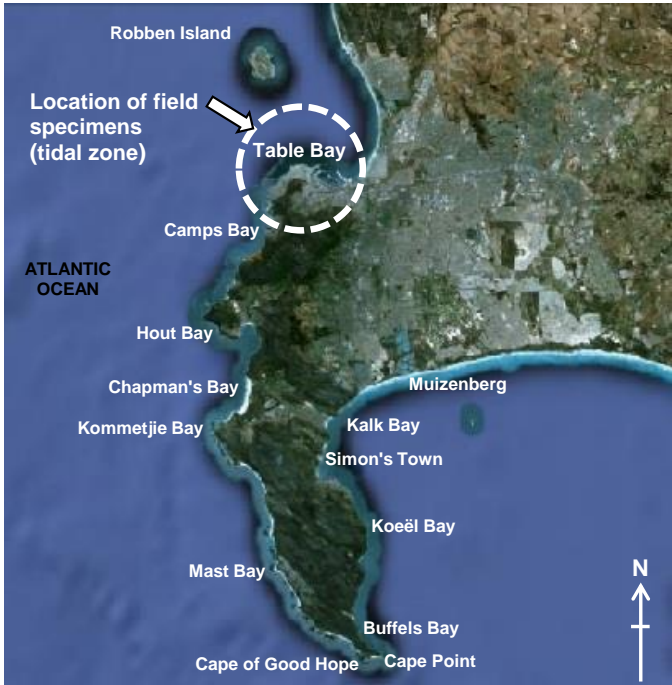 Robben Island
Location of field
specimens
(tidal zone)
Table Bay
Camps Bay
ATLANTIC
OCEAN
Hout Bay
Chapman's Bay
Muizenberg
Kommetjie Bay
Kalk Bay
Simon's Town
Koeël Bay
Mast Bay
N
Buffels Bay
Cape of Good Hope
Cape Point